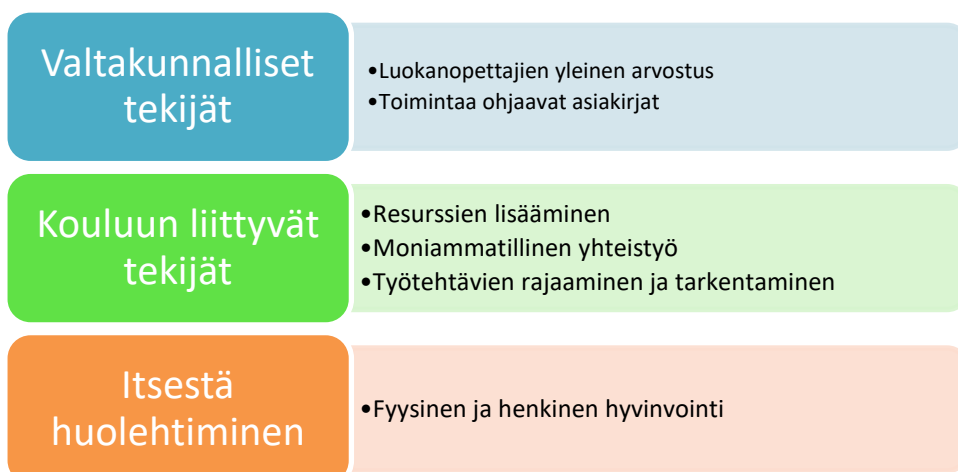 Valtakunnalliset
tekijät
•Luokanopettajien yleinen arvostus
•Toimintaa ohjaavat asiakirjat
Kouluun liittyvät
tekijät
•Resurssien lisääminen
•Moniammatillinen yhteistyö
•Työtehtävien rajaaminen ja tarkentaminen
Itsestä
huolehtiminen
•Fyysinen ja henkinen hyvinvointi